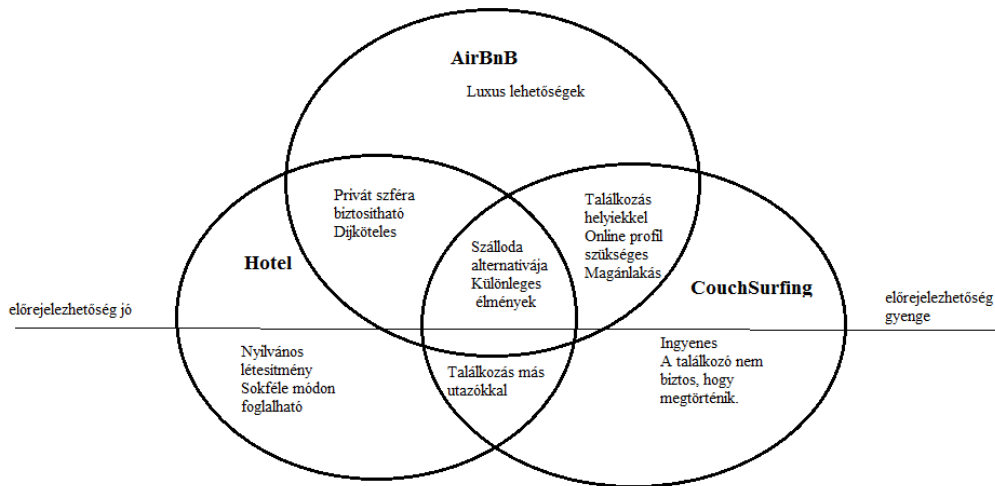 AirBnB
Luxus lehetőségek
Privát szféra
biztosítható
Dijköteles
Találkozás
helyiekkel
Online profil
szükséges
Magánlakás
Szálloda
alternatívája
Különleges
élmények
Hotel
CouchSurfing
előrejelezhetőség jó
előrejelezhetőség
gyenge
Nyilvános
létesítmény
Sokféle módon
foglalható
Találkozás más
utazókkal
Ingyenes
A találkozó nem
biztos, hogy
megtörténik.